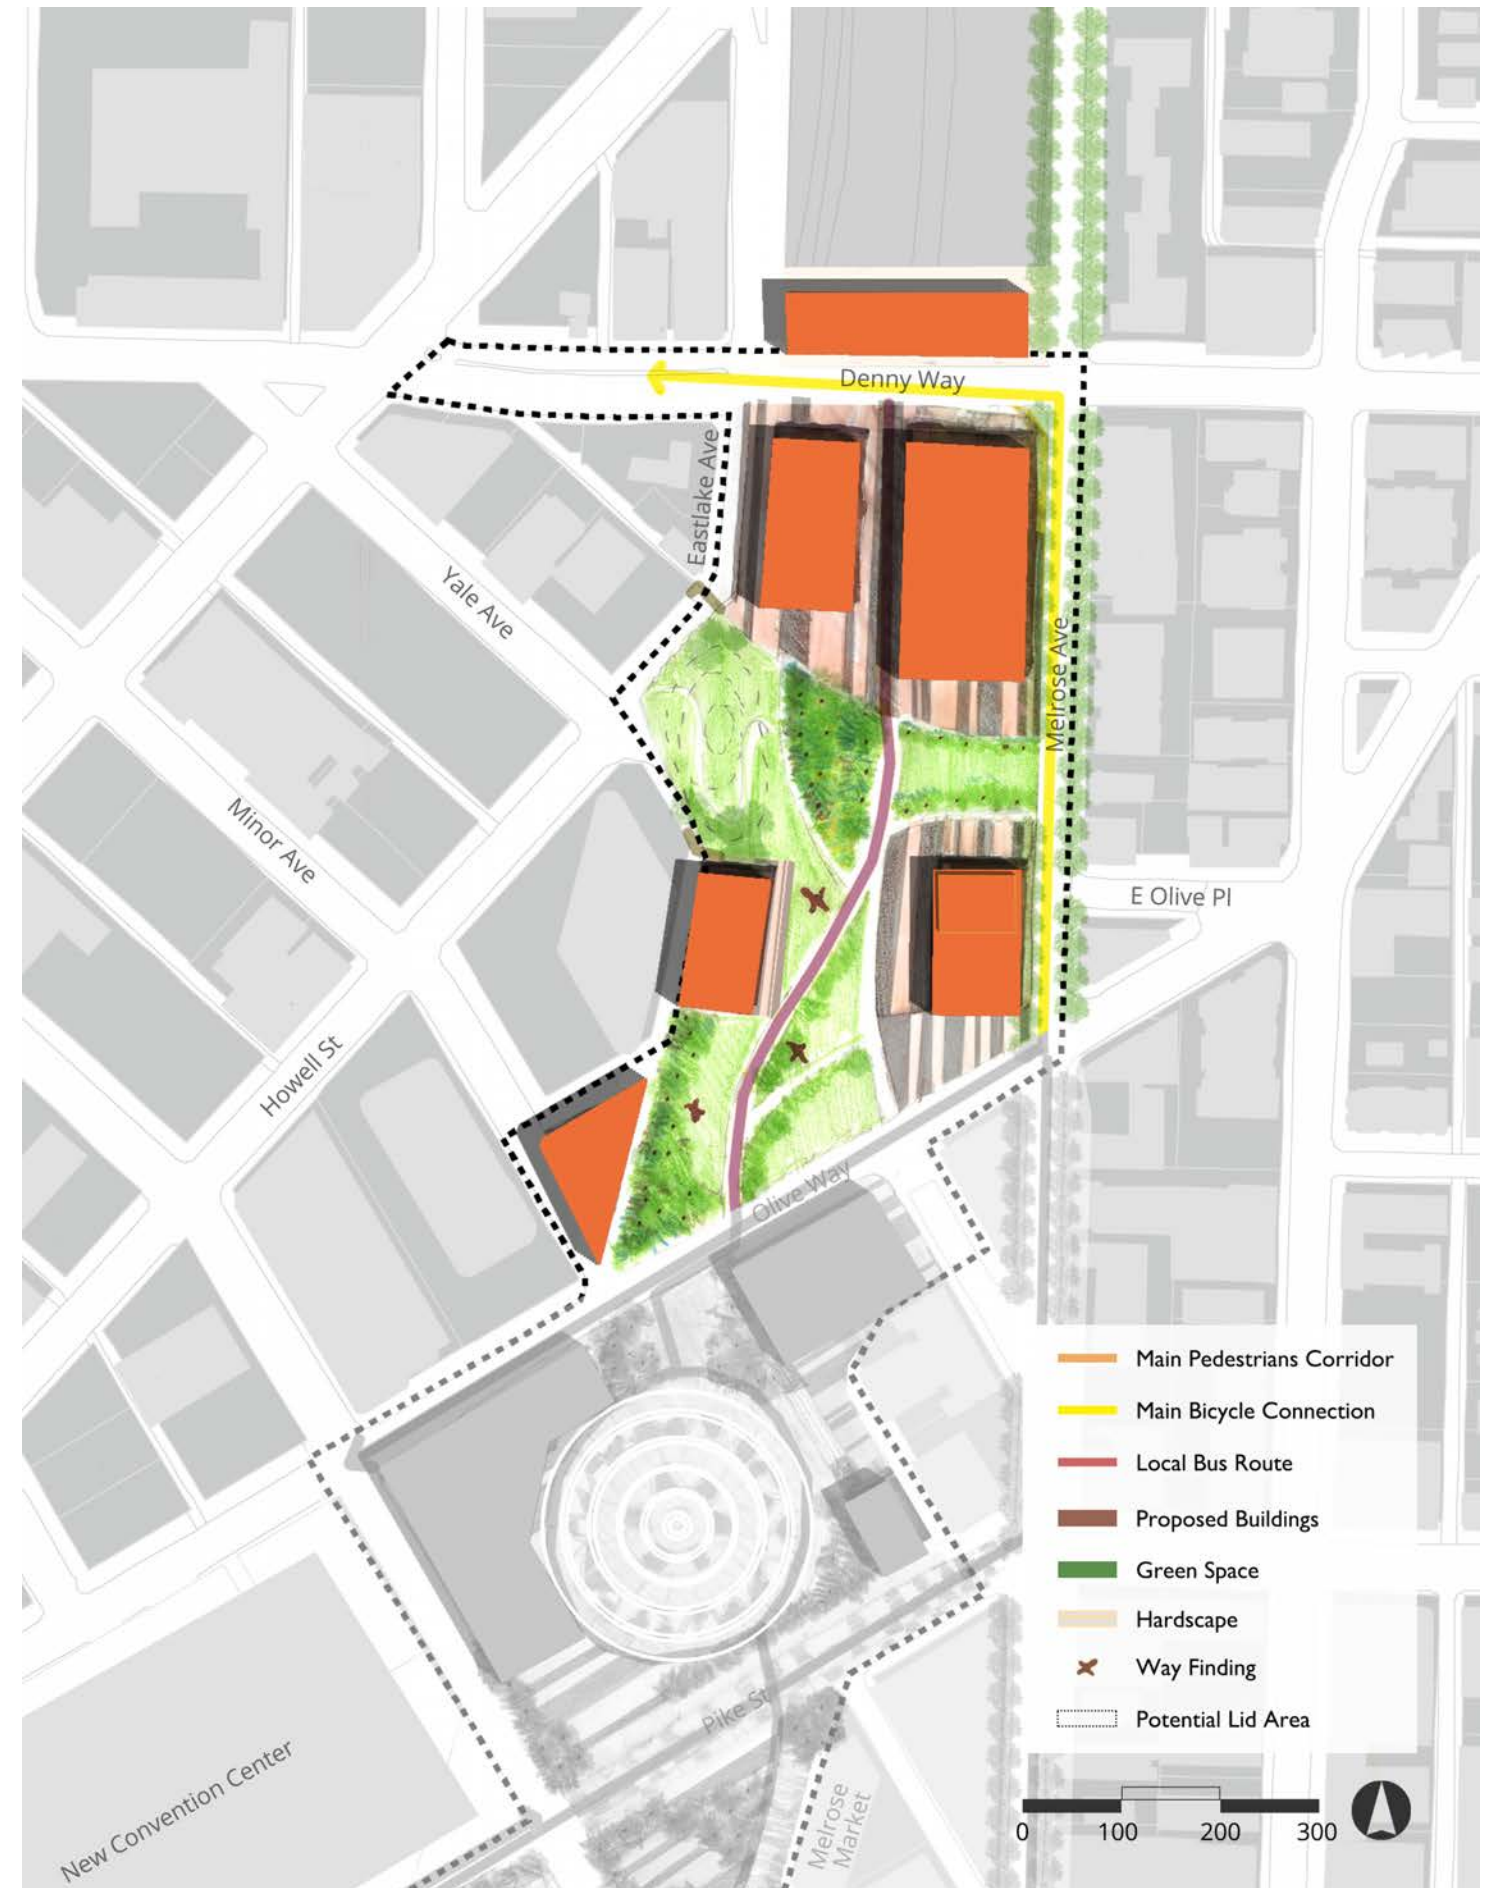 Denny Way
Eastlake Ave
Yale Ave
Melrose Ave
Minor Ave
E Olive Pl
Howell St
Olive Way
Main Pedestrians Corridor
Main Bicycle Connection
Local Bus Route
Proposed Buildings
Green Space
Hardscape
Way Finding
Potential Lid Area
Pike St
New Convention Center
Melrose
Market
0 100 200 300